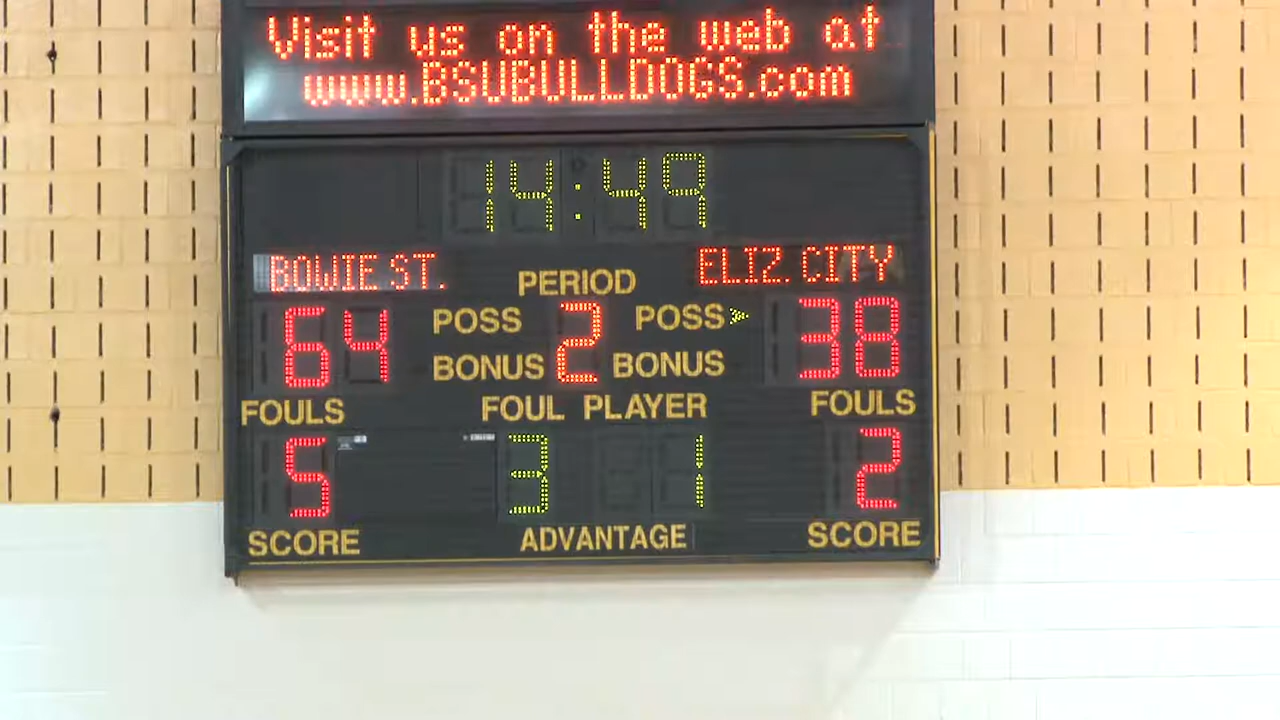 Visit us on the web at
www.BSUBULLDOGS.com
14:49
BOWIE ST. PERIOD ELIZ. CITY
64 POSS 2 POSS 38
BONUS BONUS
FOULS FOUL PLAYER FOULS
5 3 1 2
SCORE ADVANTAGE SCORE